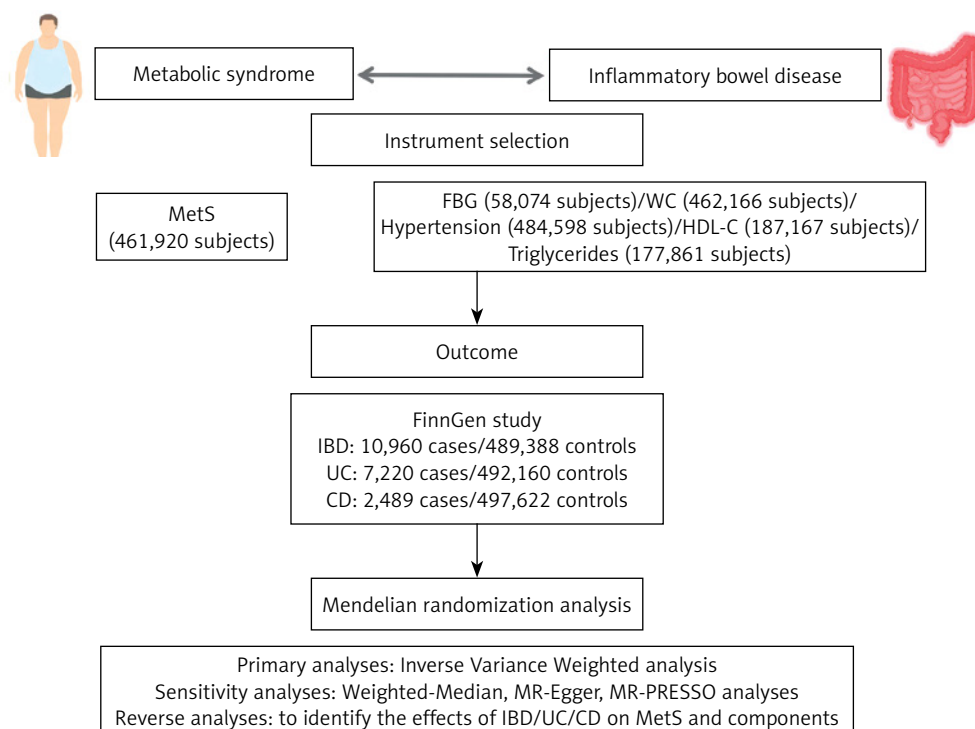 Metabolic syndrome
Inflammatory bowel disease
Instrument selection
MetS
(461,920 subjects)
FBG (58,074 subjects)/WC (462,166 subjects)/
Hypertension (484,598 subjects)/HDL-C (187,167 subjects)/
Triglycerides (177,861 subjects)
Outcome
FinnGen study
IBD: 10,960 cases/489,388 controls
UC: 7,220 cases/492,160 controls
CD: 2,489 cases/497,622 controls
Mendelian randomization analysis
Primary analyses: Inverse Variance Weighted analysis
Sensitivity analyses: Weighted-Median, MR-Egger, MR-PRESSO analyses
Reverse analyses: to identify the effects of IBD/UC/CD on MetS and components